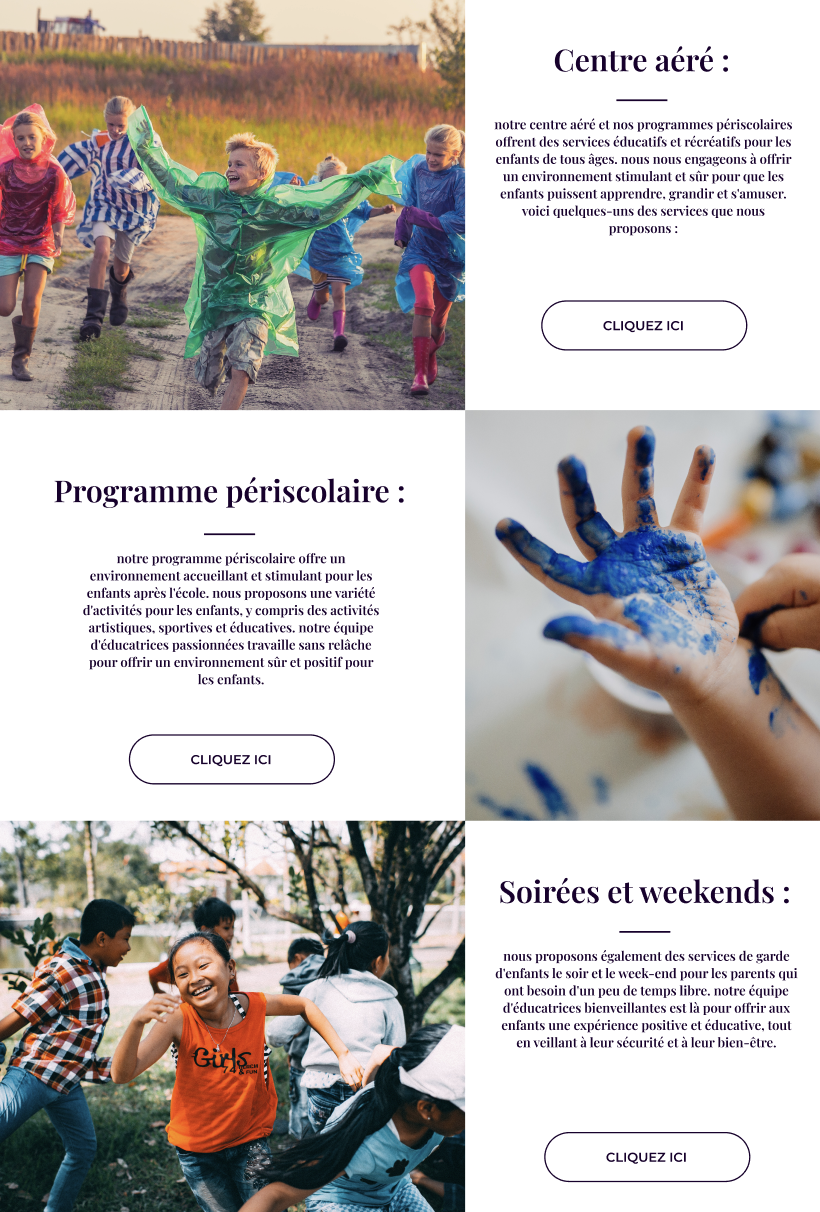 Centre aéré :
notre centre aéré et nos programmes périscolaires
offrent des services éducatifs et récréatifs pour les
enfants de tous âges. nous nous engageons à offrir
un environnement stimulant et sûr pour que les
enfants puissent apprendre, grandir et s'amuser.
voici quelques-uns des services que nous
proposons :
CLIQUEZ ICI
Programme périscolaire :
notre programme périscolaire offre un
environnement accueillant et stimulant pour les
enfants après l'école. nous proposons une variété
d'activités pour les enfants, y compris des activités
artistiques, sportives et éducatives. notre équipe
d'éducatrices passionnées travaille sans relâche
pour offrir un environnement sûr et positif pour
les enfants.
CLIQUEZ ICI
Soirées et weekends :
nous proposons également des services de garde
d'enfants le soir et le week-end pour les parents qui
ont besoin d'un peu de temps libre. notre équipe
d'éducatrices bienveillantes est là pour offrir aux
enfants une expérience positive et éducative, tout
en veillant à leur sécurité et à leur bien-être.
CLIQUEZ ICI
Girls
& FUN